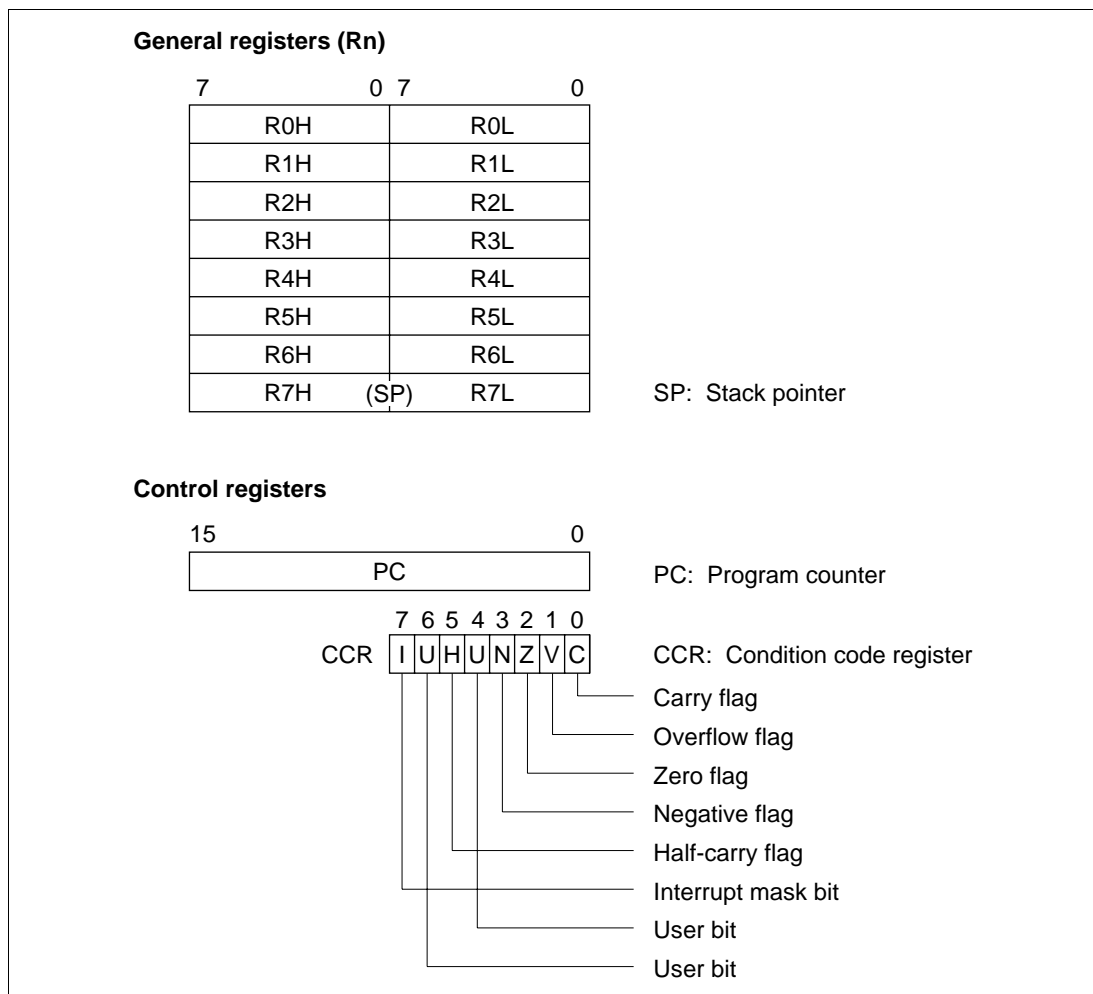 General registers (Rn)
7 0 7 0
R0H R0L
R1H R1L
R2H R2L
R3H R3L
R4H R4L
R5H R5L
R6H R6L
R7H (SP) R7L SP: Stack pointer
Control registers
15 0
PC PC: Program counter
7 6 5 4 3 2 1 0
CCR I U H U N Z V C CCR: Condition code register
Carry flag
Overflow flag
Zero flag
Negative flag
Half-carry flag
Interrupt mask bit
User bit
User bit